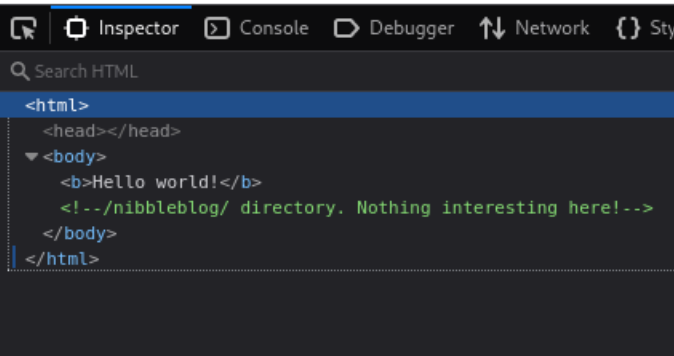 Inspector Console Debugger Network {} Sty
Search HTML
<html>
<head></head>
<body>
<b>Hello world!</b>
<!--/nibbleblog/ directory. Nothing interesting here!-->
</body>
</html>